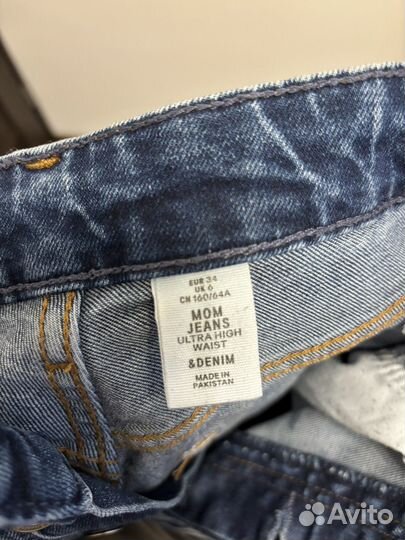 EUR 34
UK 6
CN 160/64A
MOM
JEANS
ULTRA HIGH
WAIST
&DENIM
MADE IN
PAKISTAN
Avito